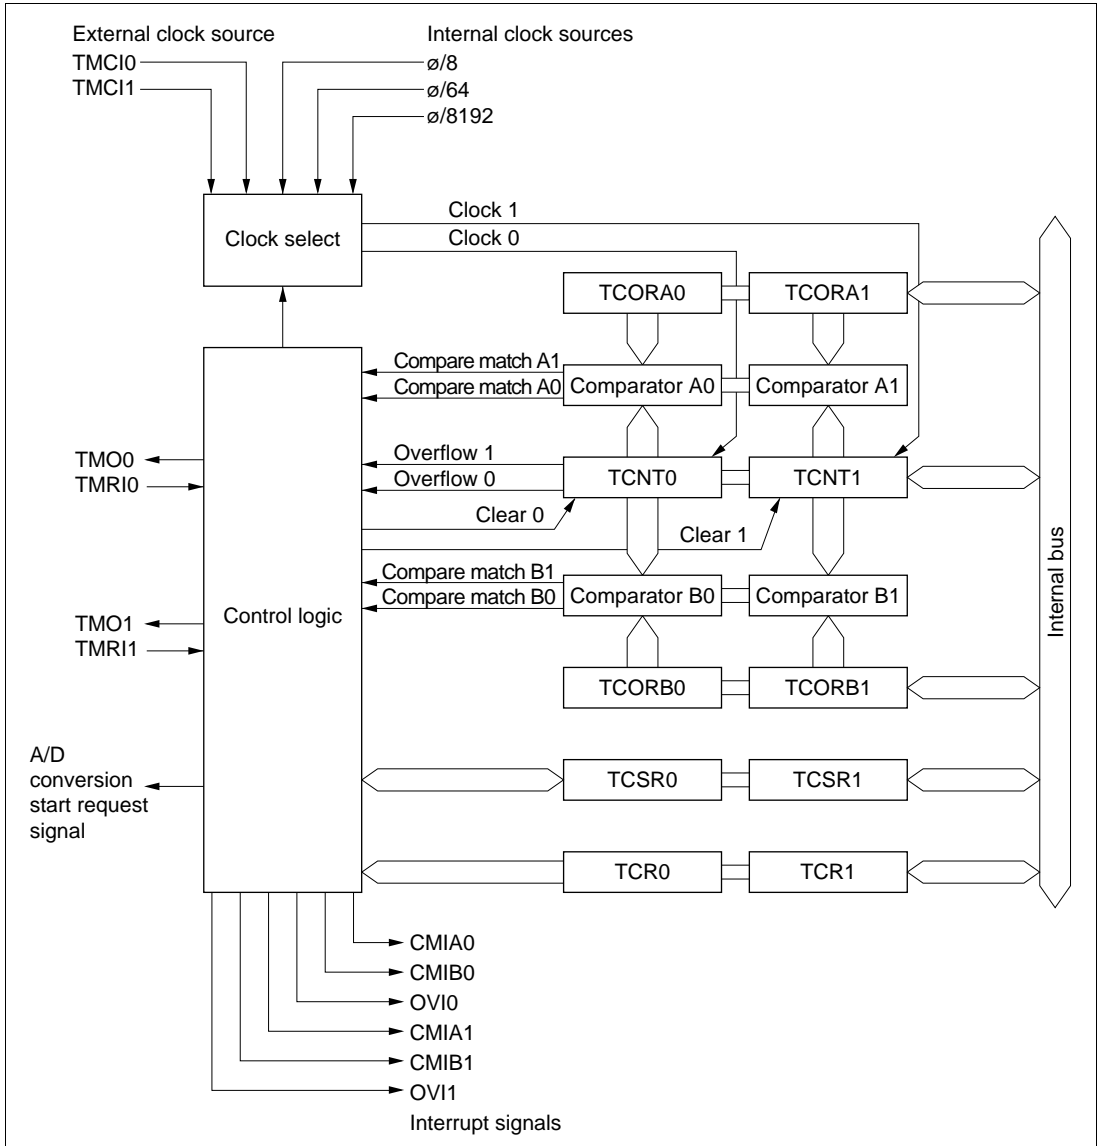 External clock source
Internal clock sources
TMCI0
TMCI1
ø/8
ø/64
ø/8192
Clock select
Clock 1
Clock 0
TCORA0
TCORA1
Compare match A1
Compare match A0
Comparator A0
Comparator A1
TMO0
TMRI0
Overflow 1
Overflow 0
TCNT0
TCNT1
Clear 0
Clear 1
Internal bus
Compare match B1
Compare match B0
Comparator B0
Comparator B1
Control logic
TMO1
TMRI1
TCORB0
TCORB1
A/D
conversion
start request
signal
TCSR0
TCSR1
TCR0
TCR1
CMIA0
CMIB0
OVI0
CMIA1
CMIB1
OVI1
Interrupt signals